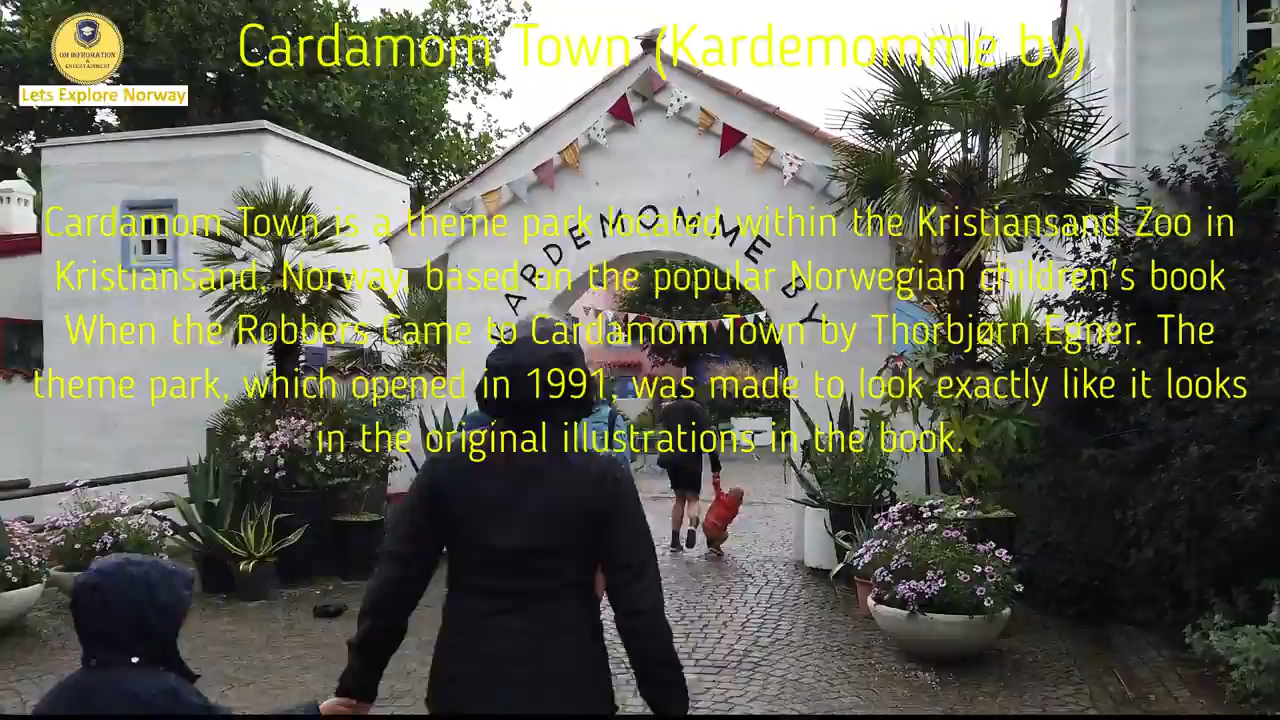 Cardamom Town (Kardemomme by)
OM INFROMATION
&
ENTERTAINMENT
Lets Explore Norway
KARDEMOMME BY
Cardamom Town is a theme park located within the Kristiansand Zoo in
Kristiansand, Norway, based on the popular Norwegian children's book
When the Robbers Came to Cardamom Town by Thorbjørn Egner. The
theme park, which opened in 1991, was made to look exactly like it looks
in the original illustrations in the book.